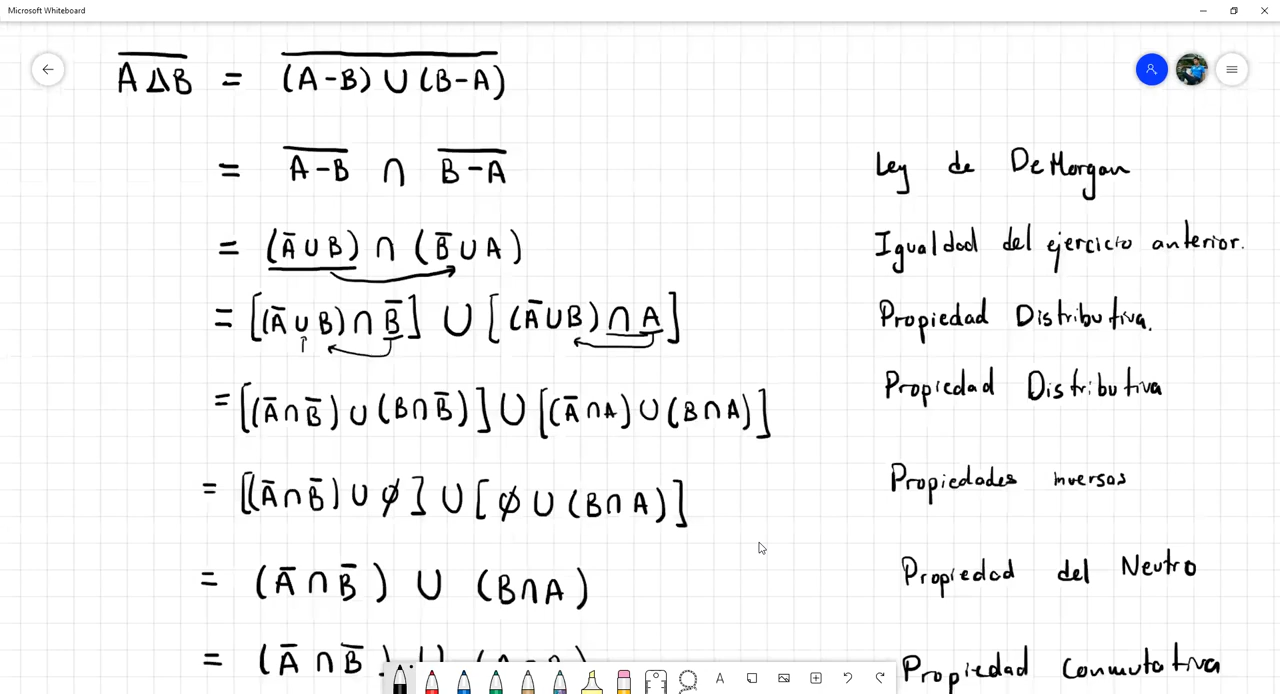 Microsoft Whiteboard
A̅ ̅Δ̅ ̅B̅ = (̅A̅ ̅-̅ ̅B̅)̅ ̅∪̅ ̅(̅B̅ ̅-̅ ̅A̅)̅
= A̅ ̅-̅ ̅B̅ ∩ B̅ ̅-̅ ̅A̅ Ley de DeMorgan
= (A̅ ∪ B) ∩ (B̅ ∪ A) Igualdad del ejercicio anterior.
= [(A̅ ∪ B) ∩ B̅] ∪ [(A̅ ∪ B) ∩ A] Propiedad Distributiva.
= [(A̅ ∩ B̅) ∪ (B ∩ B̅)] ∪ [(A̅ ∩ A) ∪ (B ∩ A)] Propiedad Distributiva
= [(A̅ ∩ B̅) ∪ ∅] ∪ [∅ ∪ (B ∩ A)] Propiedades inversos
= (A̅ ∩ B̅) ∪ (B ∩ A) Propiedad del Neutro
= (A̅ ∩ B̅) ∪ Propiedad Conmutativa